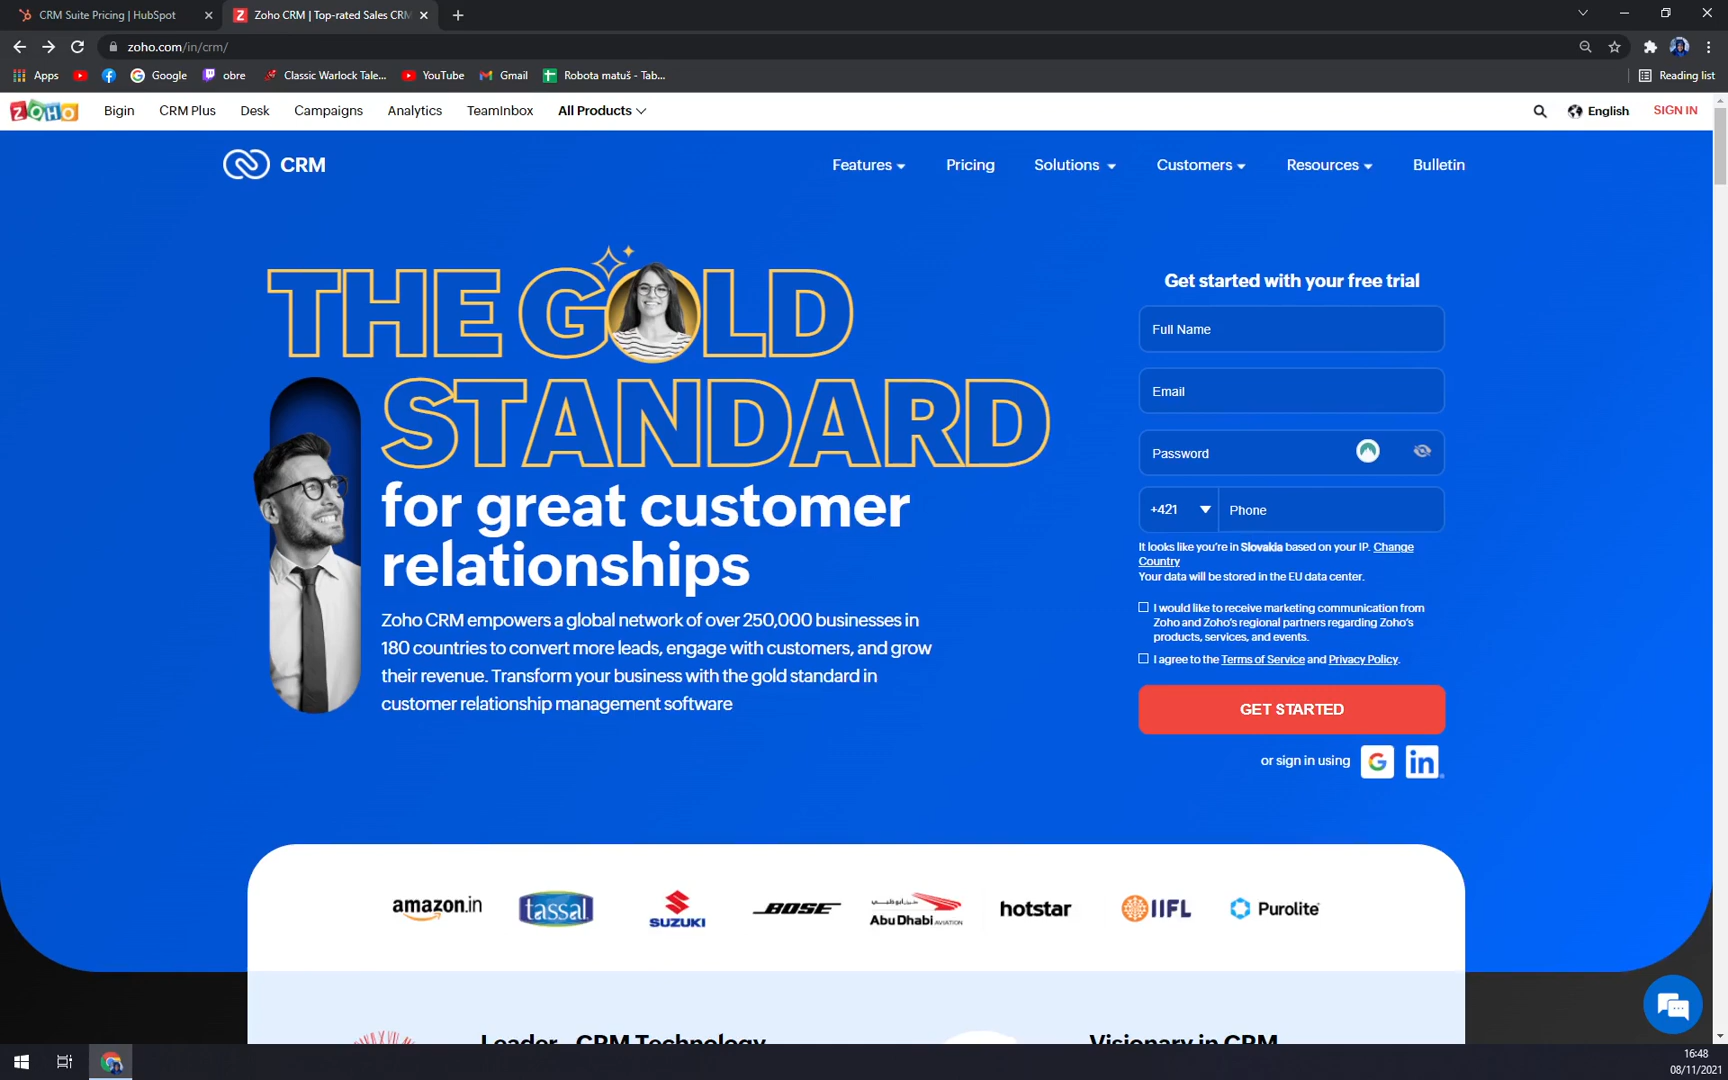 CRM Suite Pricing | HubSpot
Zoho CRM | Top-rated Sales CRM
zoho.com/in/crm/
Apps
Google
obre
Classic Warlock Tale...
YouTube
Gmail
Robota matuš - Tab...
Reading list
ZOHO
Bigin
CRM Plus
Desk
Campaigns
Analytics
TeamInbox
All Products
English
SIGN IN
CRM
Features
Pricing
Solutions
Customers
Resources
Bulletin
THE GOLD
STANDARD
for great customer
relationships
Zoho CRM empowers a global network of over 250,000 businesses in
180 countries to convert more leads, engage with customers, and grow
their revenue. Transform your business with the gold standard in
customer relationship management software
Get started with your free trial
Full Name
Email
Password
+421
Phone
It looks like you're in Slovakia based on your IP. Change
Country
Your data will be stored in the EU data center.
I would like to receive marketing communication from
Zoho and Zoho's regional partners regarding Zoho's
products, services, and events.
I agree to the Terms of Service and Privacy Policy.
GET STARTED
or sign in using
G
in
amazon.in
tassal
SUZUKI
BOSE
Abu Dhabi AVIATION
hotstar
IIFL
Purolite
Leader - CRM Technology
Visionary in CRM
16:48
08/11/2021